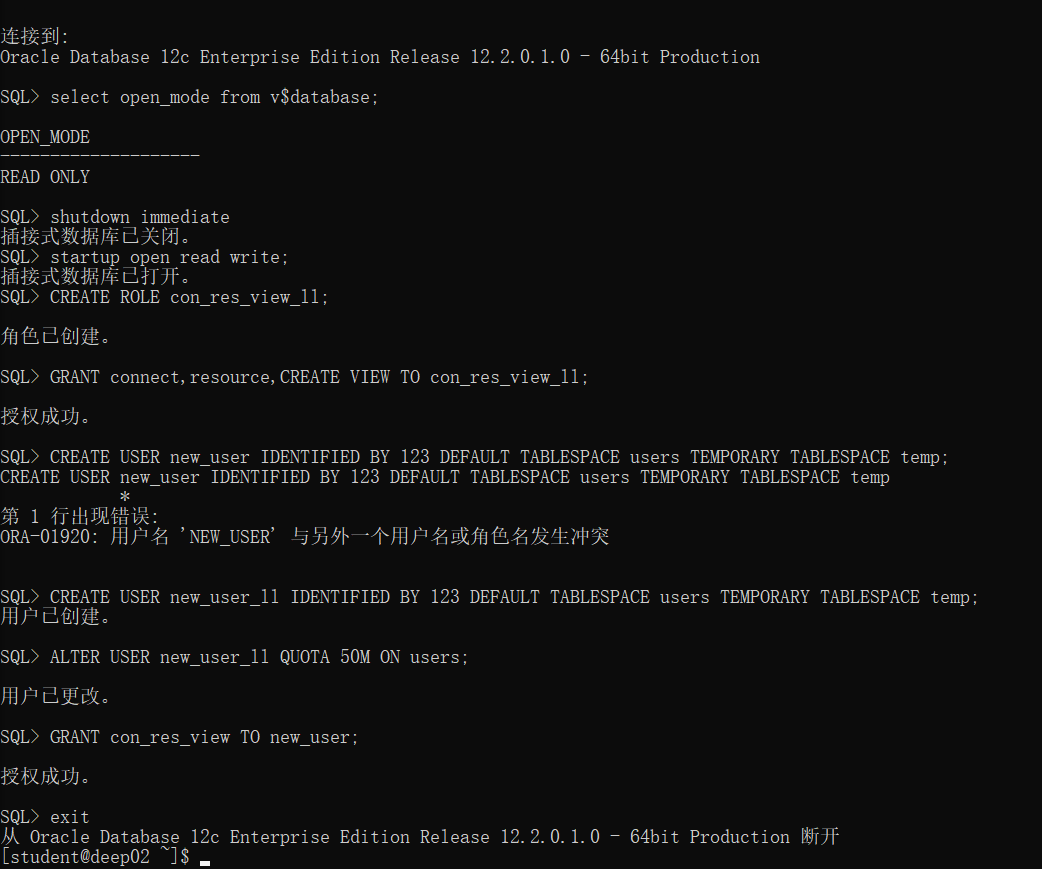 连接到:
Oracle Database 12c Enterprise Edition Release 12.2.0.1.0 - 64bit Production
SQL> select open_mode from v$database;
OPEN_MODE
--------------------
READ ONLY
SQL> shutdown immediate
插接式数据库已关闭。
SQL> startup open read write;
插接式数据库已打开。
SQL> CREATE ROLE con_res_view_ll;
角色已创建。
SQL> GRANT connect,resource,CREATE VIEW TO con_res_view_ll;
授权成功。
SQL> CREATE USER new_user IDENTIFIED BY 123 DEFAULT TABLESPACE users TEMPORARY TABLESPACE temp;
CREATE USER new_user IDENTIFIED BY 123 DEFAULT TABLESPACE users TEMPORARY TABLESPACE temp
*
第 1 行出现错误:
ORA-01920: 用户名 'NEW_USER' 与另外一个用户名或角色名发生冲突
SQL> CREATE USER new_user_ll IDENTIFIED BY 123 DEFAULT TABLESPACE users TEMPORARY TABLESPACE temp;
用户已创建。
SQL> ALTER USER new_user_ll QUOTA 50M ON users;
用户已更改。
SQL> GRANT con_res_view TO new_user;
授权成功。
SQL> exit
从 Oracle Database 12c Enterprise Edition Release 12.2.0.1.0 - 64bit Production 断开
[student@deep02 ~]$